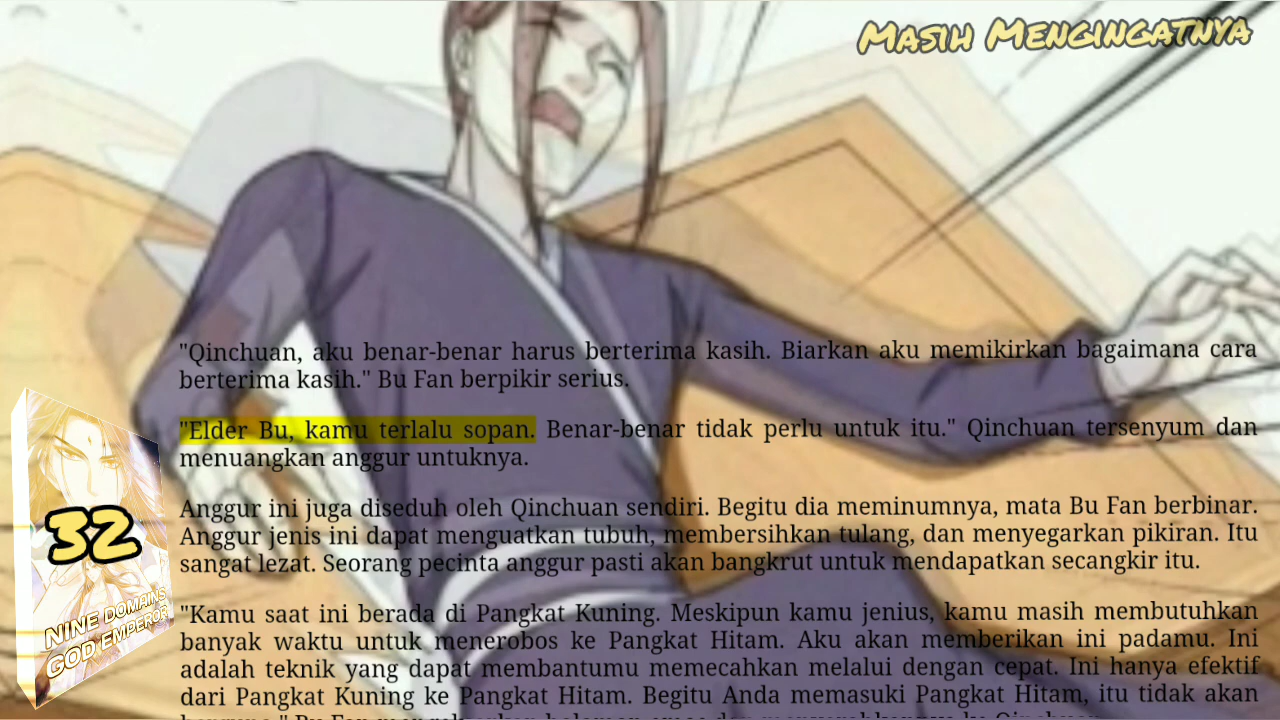 Masih Mengingatnya
"Qinchuan, aku benar-benar harus berterima kasih. Biarkan aku memikirkan bagaimana cara
berterima kasih." Bu Fan berpikir serius.
"Elder Bu, kamu terlalu sopan. Benar-benar tidak perlu untuk itu." Qinchuan tersenyum dan
menuangkan anggur untuknya.
Anggur ini juga diseduh oleh Qinchuan sendiri. Begitu dia meminumnya, mata Bu Fan berbinar.
Anggur jenis ini dapat menguatkan tubuh, membersihkan tulang, dan menyegarkan pikiran. Itu
sangat lezat. Seorang pecinta anggur pasti akan bangkrut untuk mendapatkan secangkir itu.
"Kamu saat ini berada di Pangkat Kuning. Meskipun kamu jenius, kamu masih membutuhkan
banyak waktu untuk menerobos ke Pangkat Hitam. Aku akan memberikan ini padamu. Ini
adalah teknik yang dapat membantumu memecahkan melalui dengan cepat. Ini hanya efektif
dari Pangkat Kuning ke Pangkat Hitam. Begitu Anda memasuki Pangkat Hitam, itu tidak akan
32
NINE DOMAINS
GOD EMPEROR